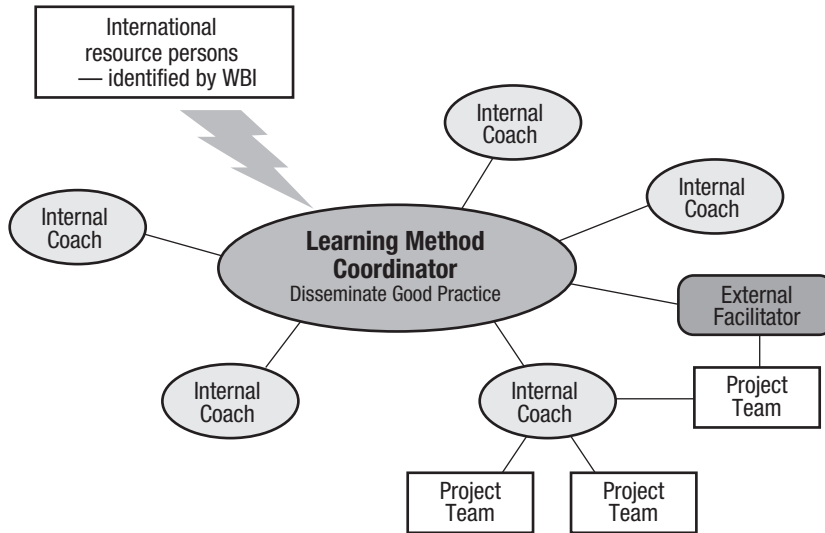 International
resource persons
— identified by WBI
Internal
Coach
Internal
Coach
Internal
Coach
Learning Method
Coordinator
Disseminate Good Practice
External
Facilitator
Internal
Coach
Internal
Coach
Project
Team
Project
Team
Project
Team